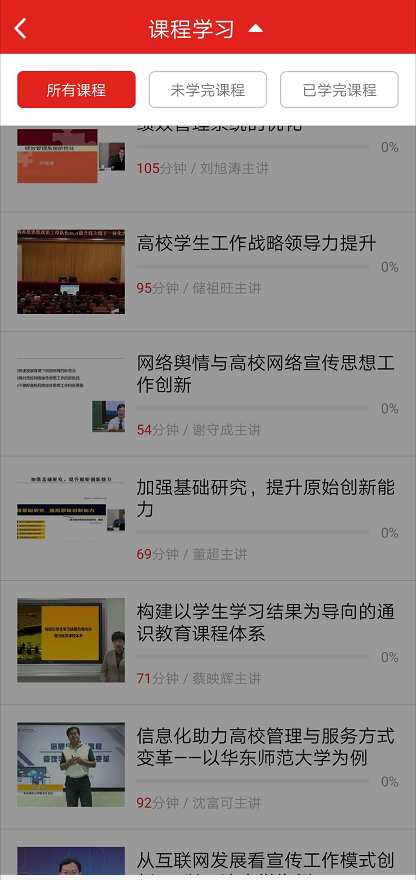 课程学习
所有课程
未学完课程
已学完课程
绩效管理系统的优化
0%
105分钟 / 刘旭涛主讲
高校学生工作战略领导力提升
0%
95分钟 / 储祖旺主讲
网络舆情与高校网络宣传思想工
作创新
0%
54分钟 / 谢守成主讲
加强基础研究,提升原始创新能
力
0%
69分钟 / 董超主讲
构建以学生学习结果为导向的通
识教育课程体系
0%
71分钟 / 蔡映辉主讲
信息化助力高校管理与服务方式
变革——以华东师范大学为例
0%
92分钟 / 沈富可主讲
从互联网发展看宣传工作模式创